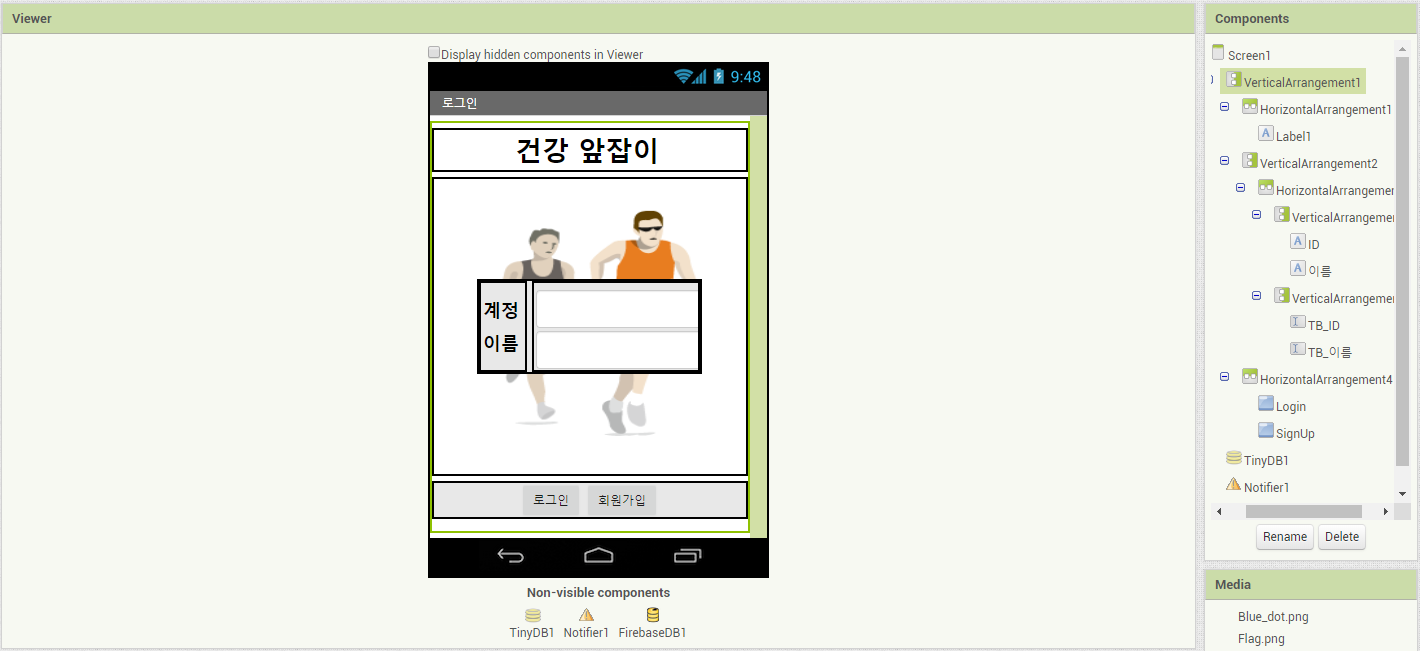 Viewer
Display hidden components in Viewer
9:48
로그인
건강 앞잡이
계정
이름
로그인 회원가입
Non-visible components
TinyDB1 Notifier1 FirebaseDB1
Components
Screen1
VerticalArrangement1
HorizontalArrangement1
A Label1
VerticalArrangement2
HorizontalArrangemer
VerticalArrangemer
A ID
A 이름
VerticalArrangemer
TB_ID
TB_이름
HorizontalArrangement4
Login
SignUp
TinyDB1
Notifier1
Rename Delete
Media
Blue_dot.png
Flag.png